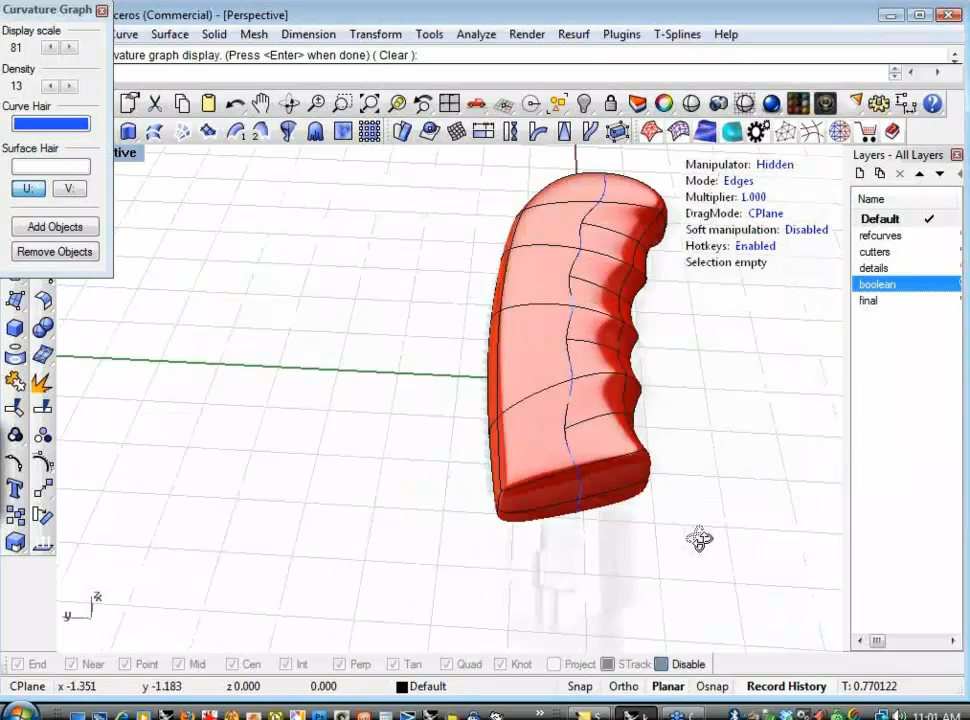 Curvature Graph
ceros (Commercial) - [Perspective]
Display scale
81
Density
13
Curve Hair
Surface Hair
U:
V:
Add Objects
Remove Objects
Curve Surface Solid Mesh Dimension Transform Tools Analyze Render Resurf Plugins T-Splines Help
vature graph display. (Press <Enter> when done) ( Clear ):
tive
Manipulator: Hidden
Mode: Edges
Multiplier: 1.000
DragMode: CPlane
Soft manipulation: Disabled
Hotkeys: Enabled
Selection empty
Layers - All Layers
Name
Default
refcurves
cutters
details
boolean
final
z
y
End Near Point Mid Cen Int Perp Tan Quad Knot Project STrack Disable
CPlane x -1.351 y -1.183 z 0.000 0.000 Default Snap Ortho Planar Osnap Record History T: 0.770122
11:01 AM